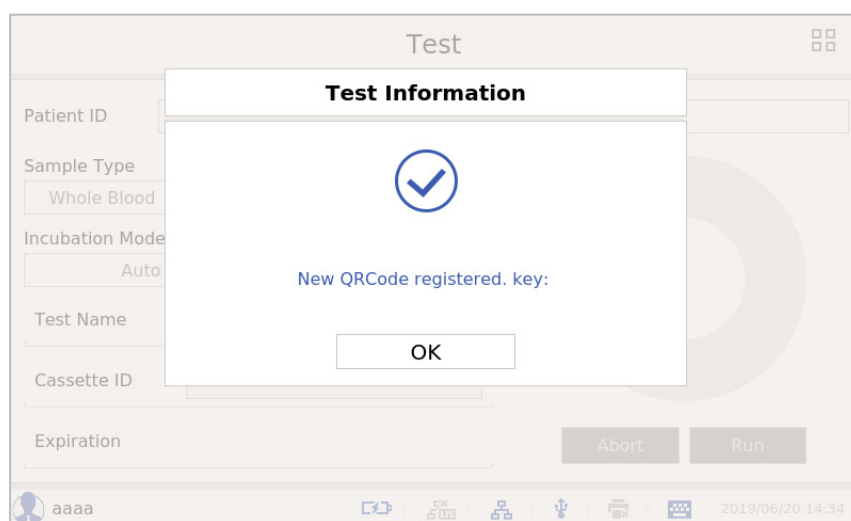 Test
Test Information
Patient ID
Sample Type
Whole Blood
Incubation Mode
Auto
New QRCode registered. key:
OK
Test Name
Cassette ID
Expiration
Abort
Run
aaaa
2019/06/20 14:34